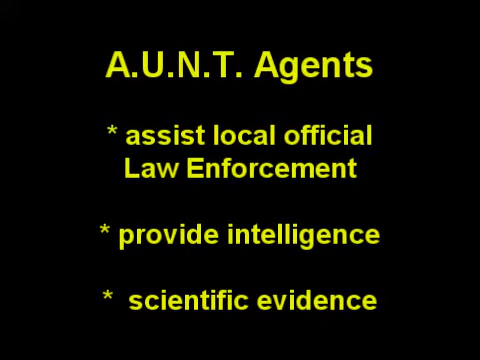 A.U.N.T. Agents
* assist local official
Law Enforcement
* provide intelligence
* scientific evidence